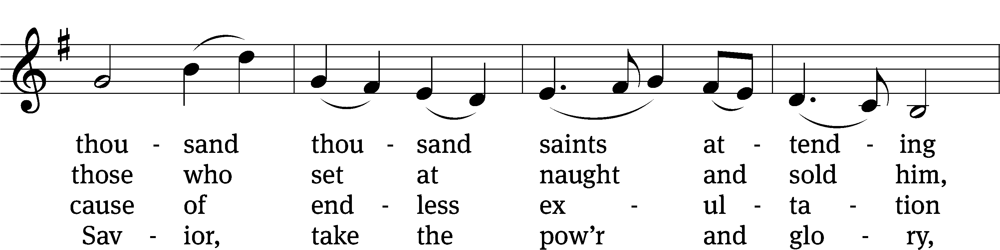 thou - sand thou - sand saints at - tend - ing
those who set at naught and sold him,
cause of end - less ex - ul - ta - tion
Sav - ior, take the pow’r and glo - ry,